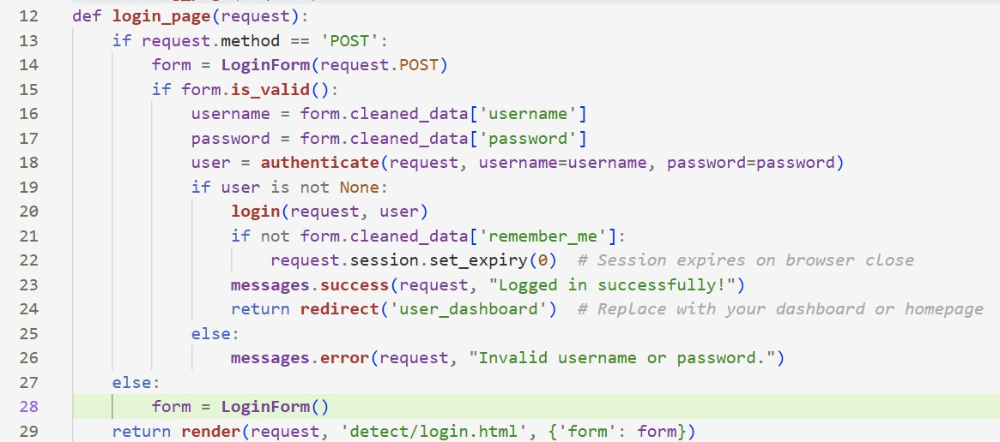 12 def login_page(request):
13     if request.method == 'POST':
14         form = LoginForm(request.POST)
15         if form.is_valid():
16             username = form.cleaned_data['username']
17             password = form.cleaned_data['password']
18             user = authenticate(request, username=username, password=password)
19             if user is not None:
20                 login(request, user)
21                 if not form.cleaned_data['remember_me']:
22                     request.session.set_expiry(0)  # Session expires on browser close
23                 messages.success(request, "Logged in successfully!")
24                 return redirect('user_dashboard')  # Replace with your dashboard or homepage
25             else:
26                 messages.error(request, "Invalid username or password.")
27     else:
28         form = LoginForm()
29     return render(request, 'detect/login.html', {'form': form})